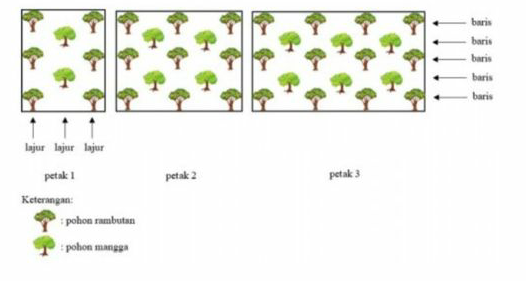 baris
baris
baris
baris
baris
lajur lajur lajur
petak 1 petak 2 petak 3
Keterangan:
: pohon rambutan
: pohon mangga